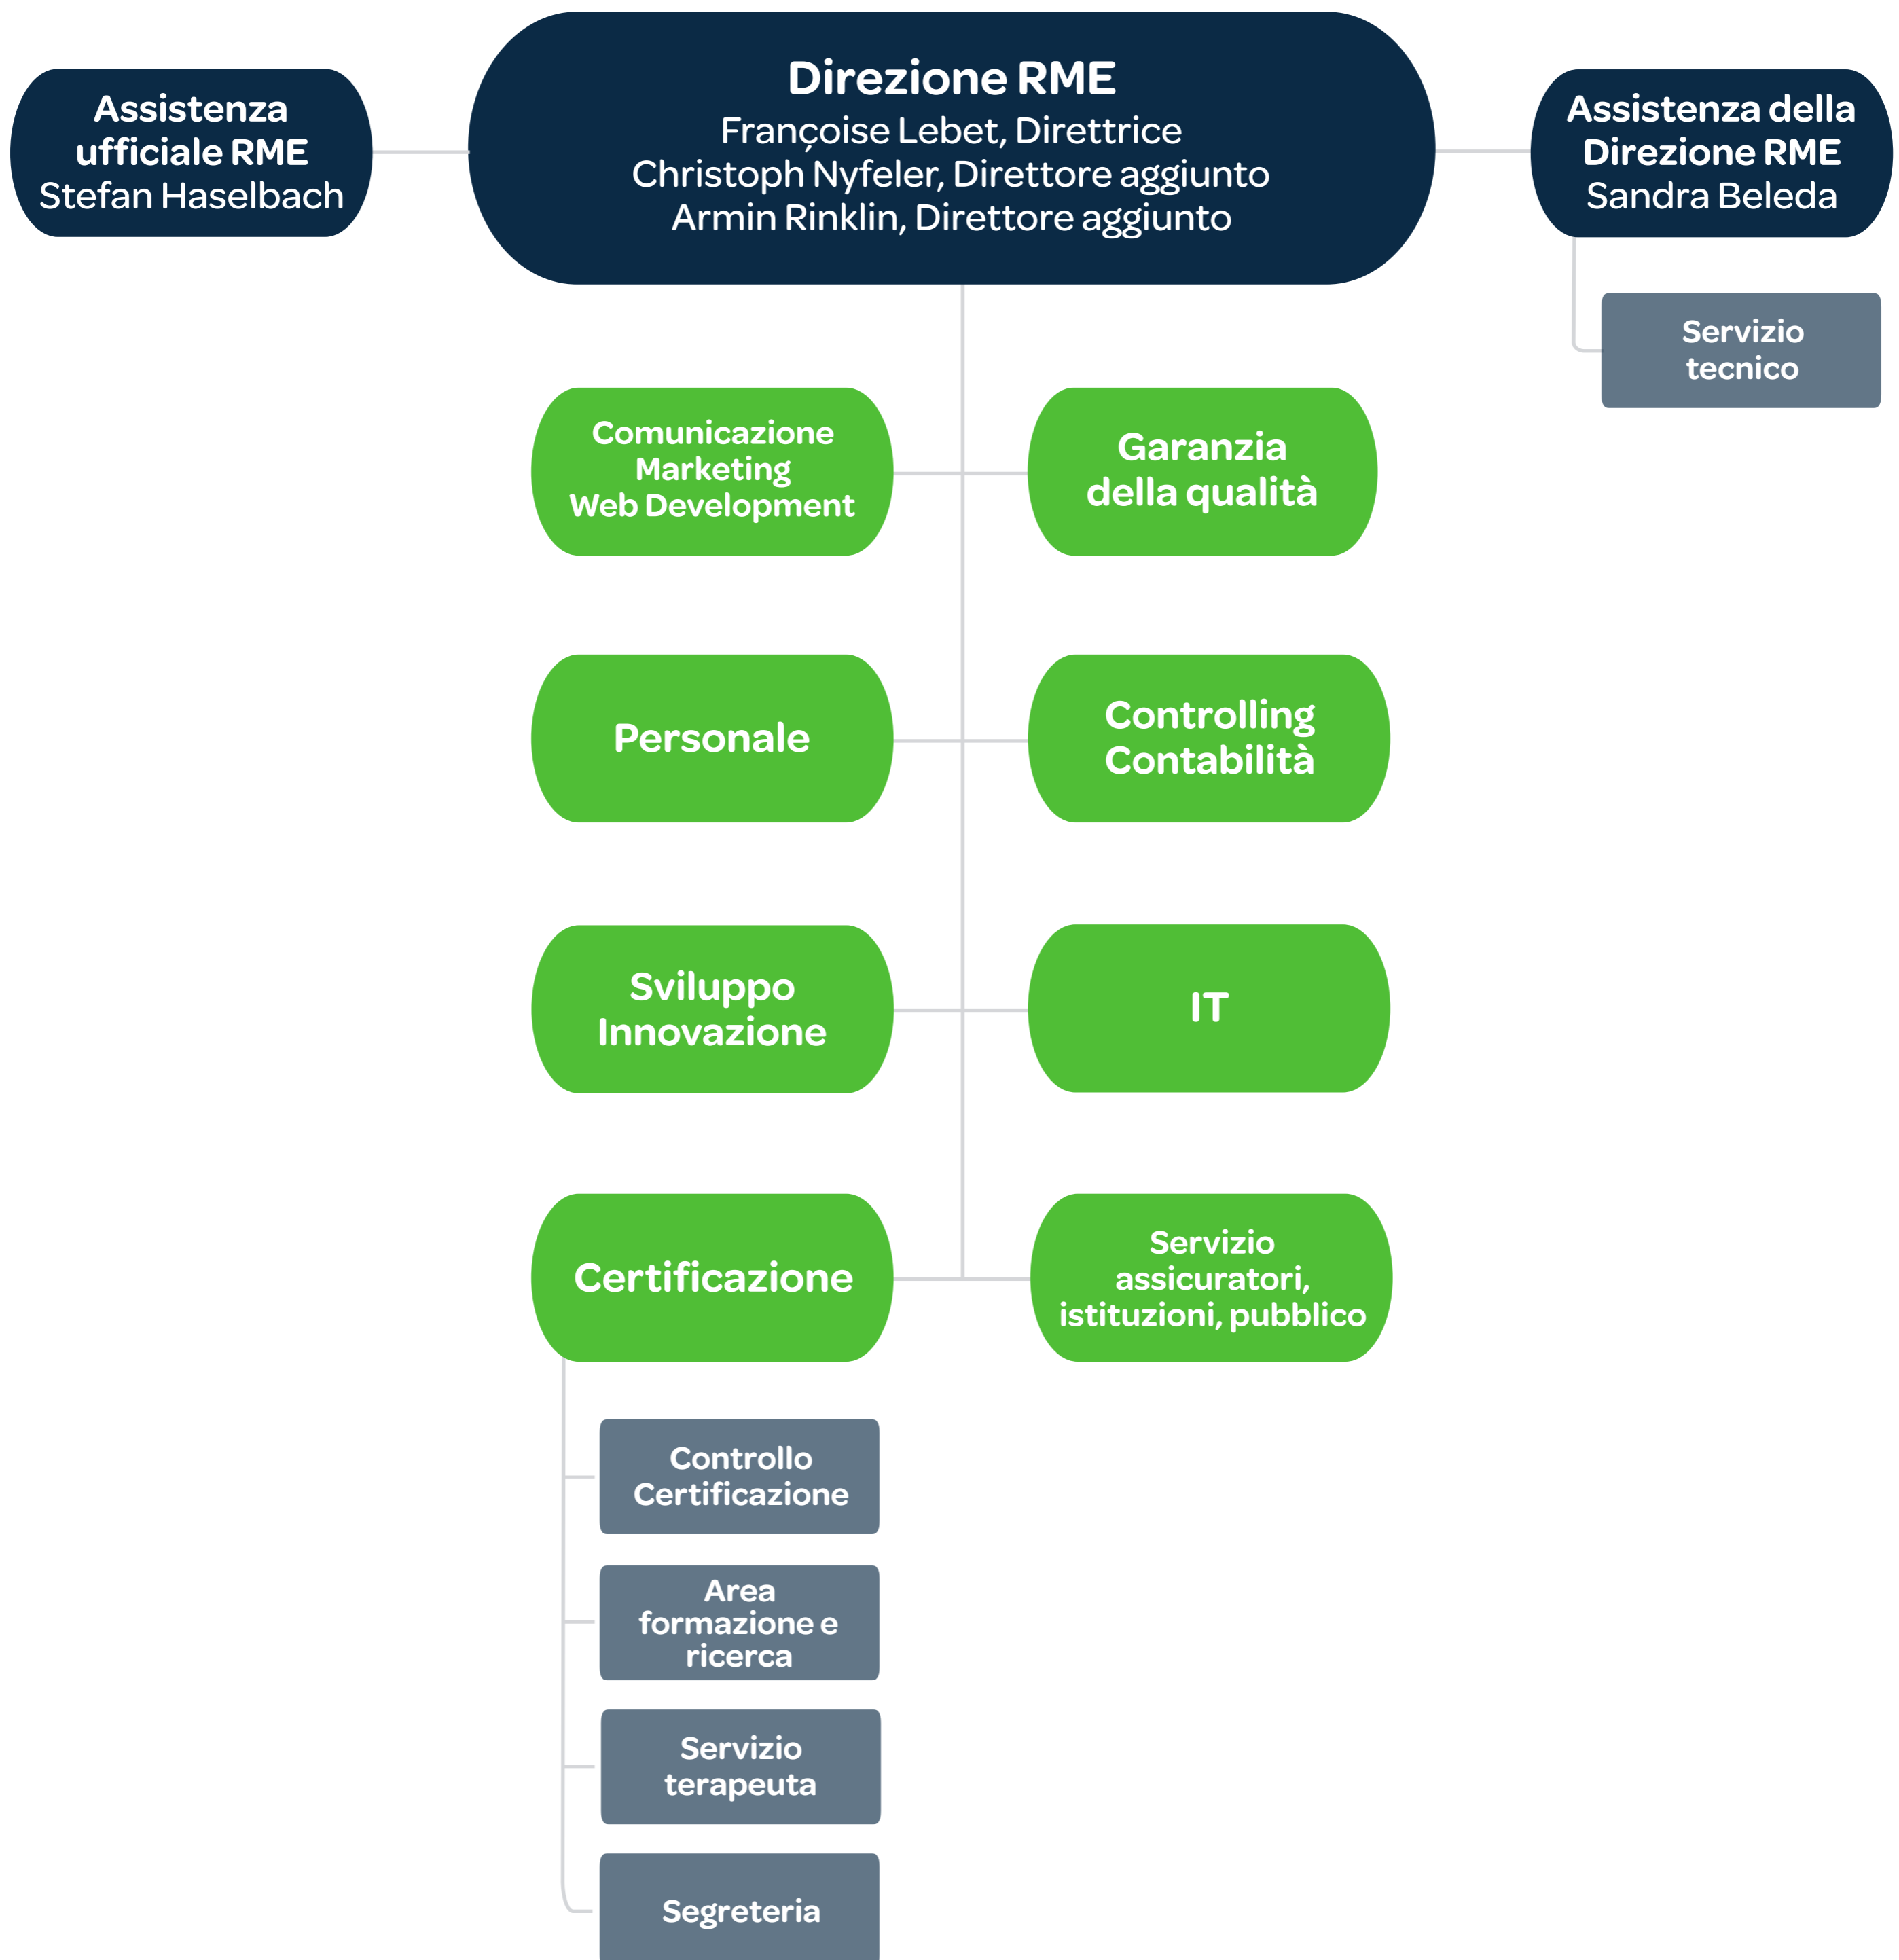 Direzione RME
Françoise Lebet, Direttrice
Christoph Nyfeler, Direttore aggiunto
Armin Rinklin, Direttore aggiunto
Assistenza
ufficiale RME
Stefan Haselbach
Assistenza della
Direzione RME
Sandra Beleda
Servizio
tecnico
Comunicazione
Marketing
Web Development
Garanzia
della qualità
Personale
Controlling
Contabilità
Sviluppo
Innovazione
IT
Certificazione
Servizio
assicuratori,
istituzioni, pubblico
Controllo
Certificazione
Area
formazione e
ricerca
Servizio
terapeuta
Segreteria